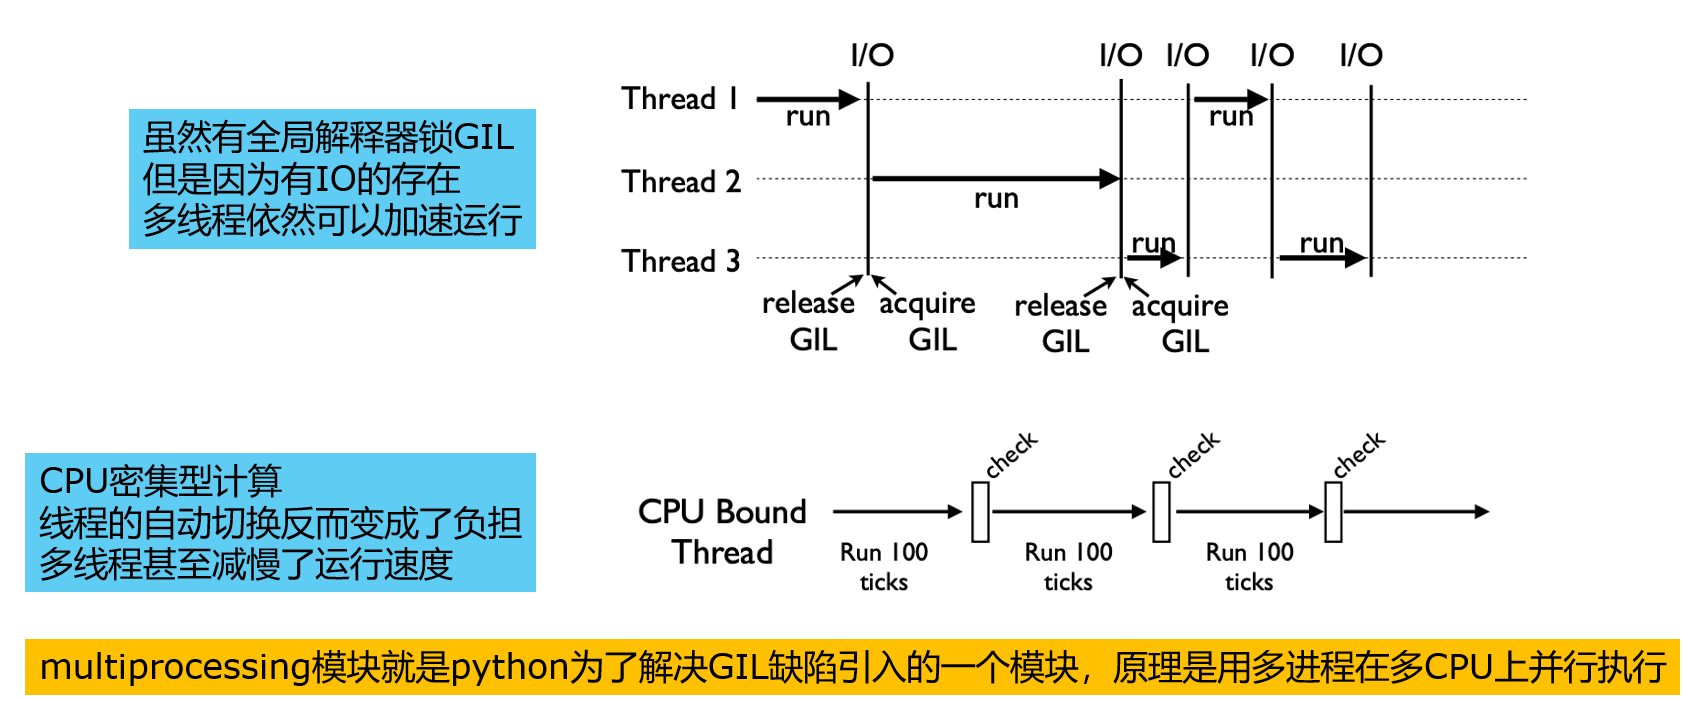 I/O I/O I/O I/O I/O
Thread 1
run run
虽然有全局解释器锁GIL
但是因为有IO的存在
多线程依然可以加速运行
Thread 2
run
Thread 3
run run
release GIL
acquire GIL
release GIL
acquire GIL
CPU密集型计算
线程的自动切换反而变成了负担
多线程甚至减慢了运行速度
check check check
CPU Bound
Thread
Run 100
ticks
Run 100
ticks
Run 100
ticks
multiprocessing模块就是python为了解决GIL缺陷引入的一个模块，原理是用多进程在多CPU上并行执行